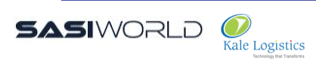 SASIWORLD
Kale Logistics
Technology that Transforms